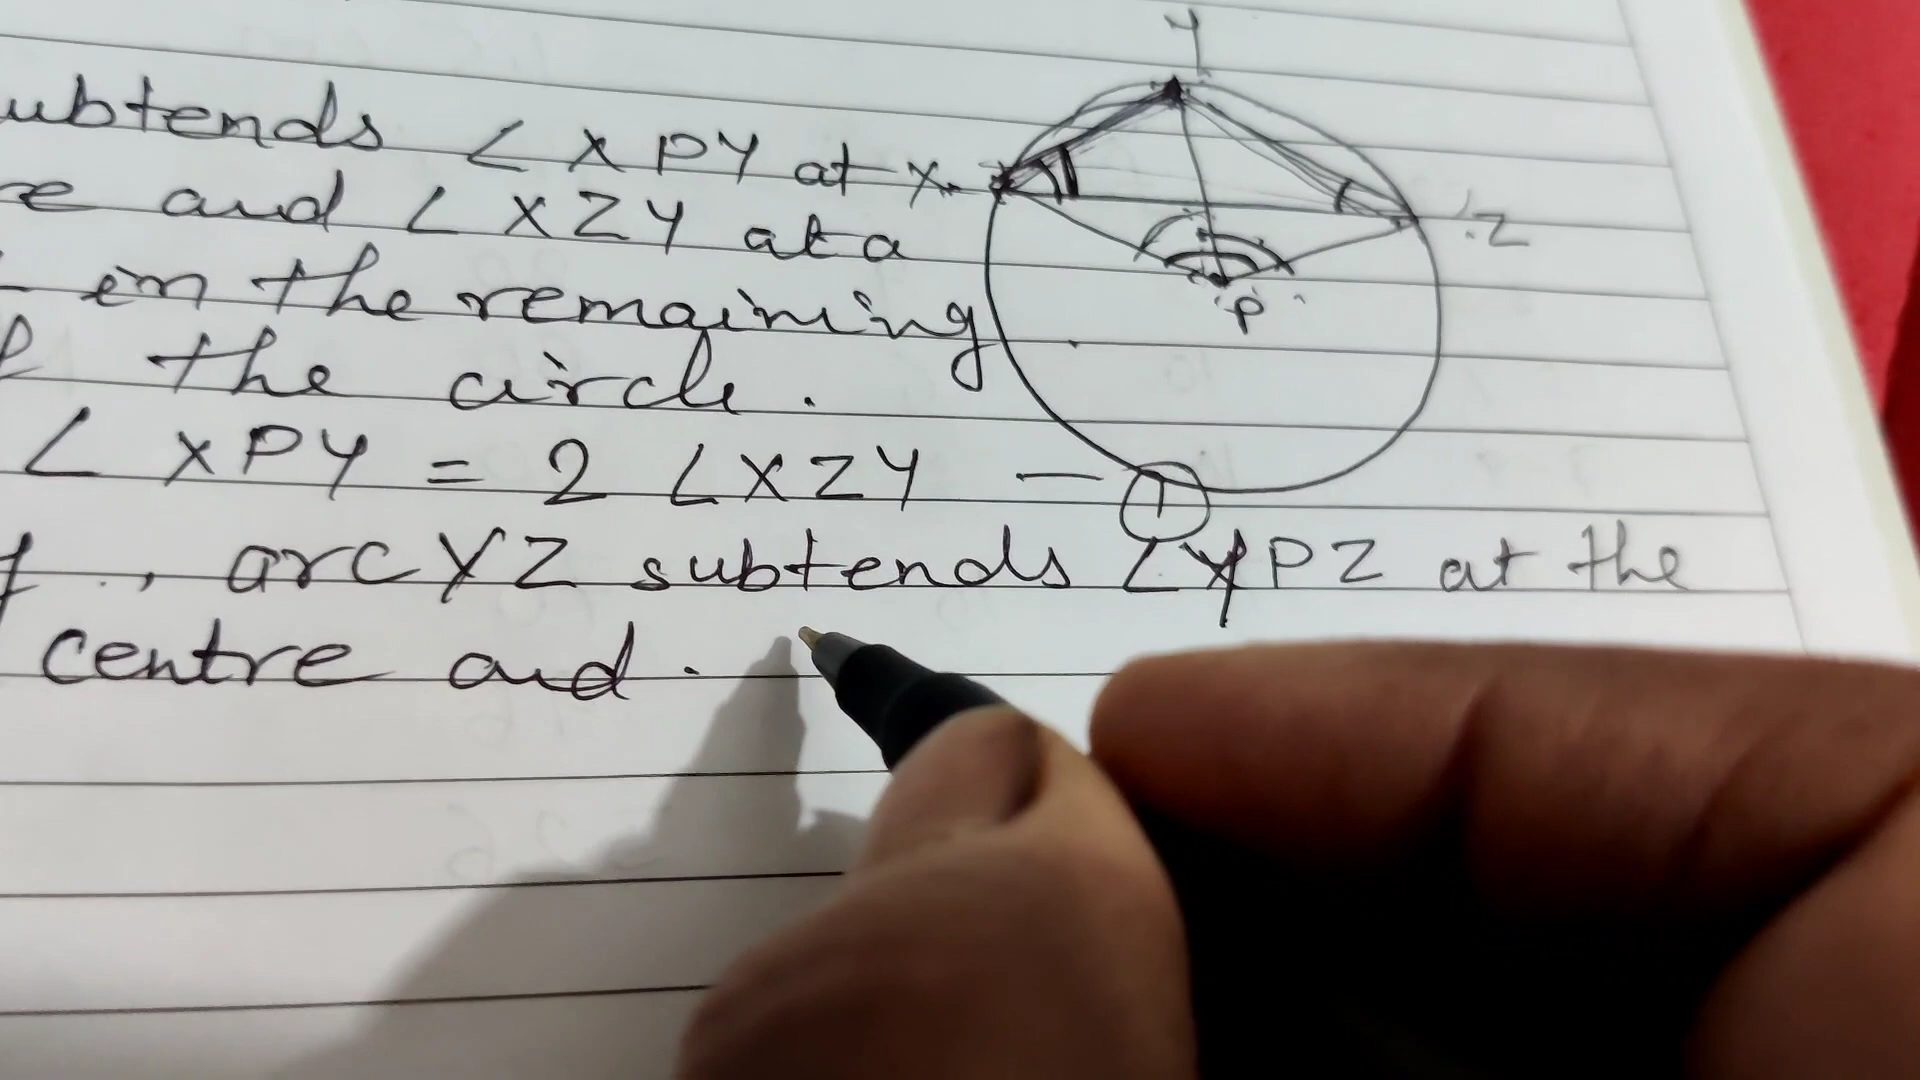 ubtends ∠ XPY at
re and ∠ XZY at a
in the remaining
f the circle.
∠ XPY = 2 ∠XZY — ①
, arc YZ subtends ∠YPZ at the
centre and.
Y
X
Z
P